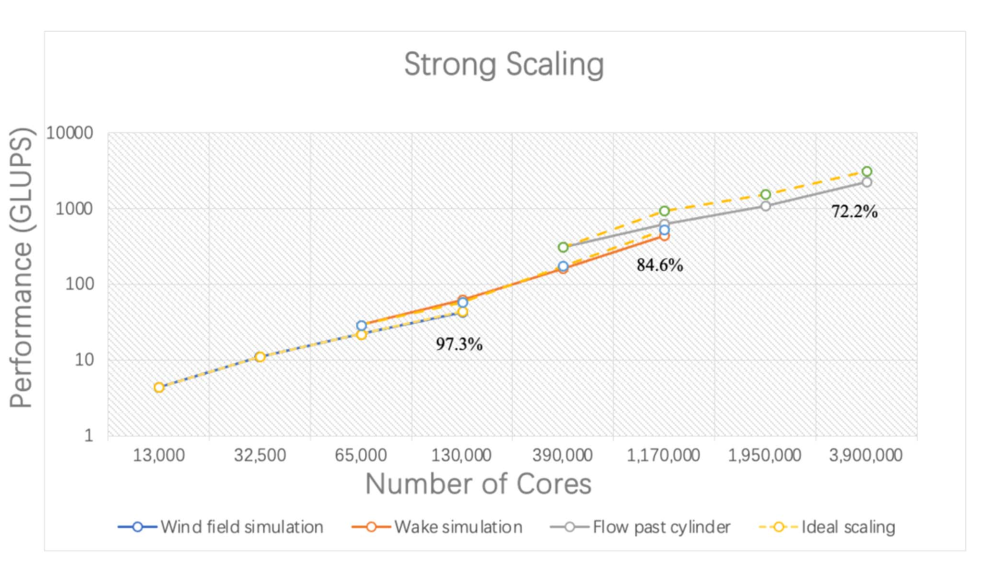 Strong Scaling
Performance (GLUPS)
10000
1000
100
10
1
72.2%
84.6%
97.3%
13,000 32,500 65,000 130,000 390,000 1,170,000 1,950,000 3,900,000
Number of Cores
Wind field simulation Wake simulation Flow past cylinder Ideal scaling